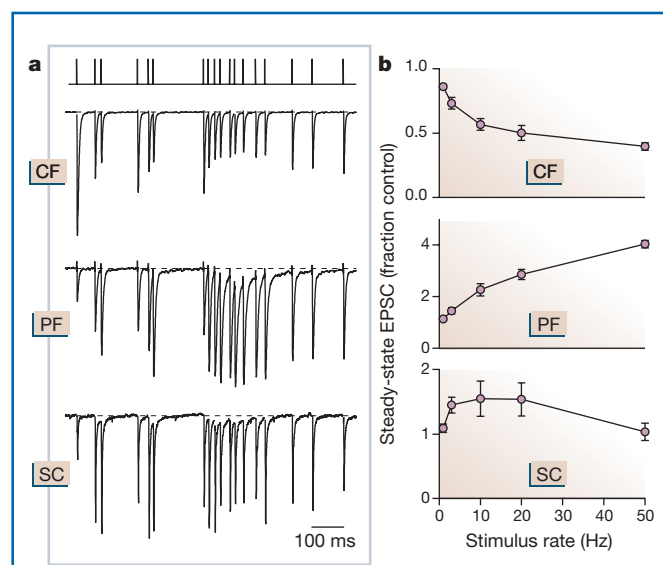 a
CF
PF
SC
100 ms
b
Steady-state EPSC (fraction control)
1.0
0.5
0.0
CF
4
2
0
PF
2
1
0
SC
0 10 20 30 40 50
Stimulus rate (Hz)